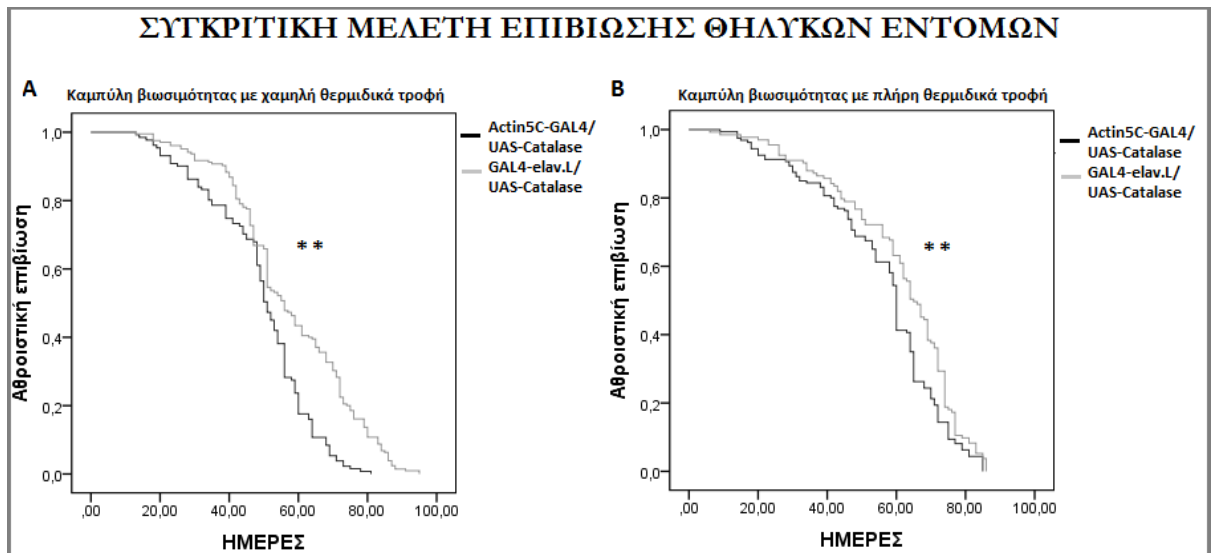 ΣΥΓΚΡΙΤΙΚΗ ΜΕΛΕΤΗ ΕΠΙΒΙΩΣΗΣ ΘΗΛΥΚΩΝ ΕΝΤΟΜΩΝ
A
Καμπύλη βιωσιμότητας με χαμηλή θερμιδικά τροφή
Actin5C-GAL4/
UAS-Catalase
GAL4-elav.L/
UAS-Catalase
Αθροιστική επιβίωση
1,0
0,8
0,6
0,4
0,2
0,0
**
,00 20,00 40,00 60,00 80,00 100,00
ΗΜΕΡΕΣ
B
Καμπύλη βιωσιμότητας με πλήρη θερμιδικά τροφή
Actin5C-GAL4/
UAS-Catalase
GAL4-elav.L/
UAS-Catalase
Αθροιστική επιβίωση
1,0
0,8
0,6
0,4
0,2
0,0
**
,00 20,00 40,00 60,00 80,00 100,00
ΗΜΕΡΕΣ